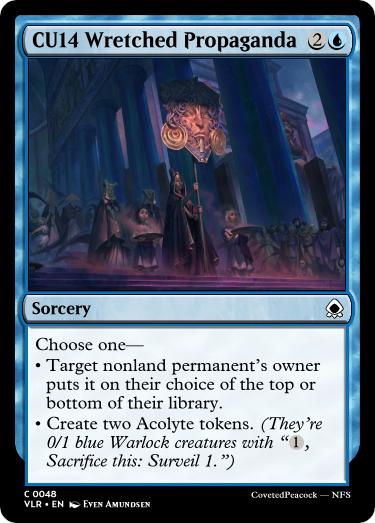 CU14 Wretched Propaganda 2
Sorcery
Choose one—
• Target nonland permanent's owner
puts it on their choice of the top or
bottom of their library.
• Create two Acolyte tokens. (They're
0/1 blue Warlock creatures with "1,
Sacrifice this: Surveil 1.")
C 0048
VLR • EN Even Amundsen
CovetedPeacock — NFS